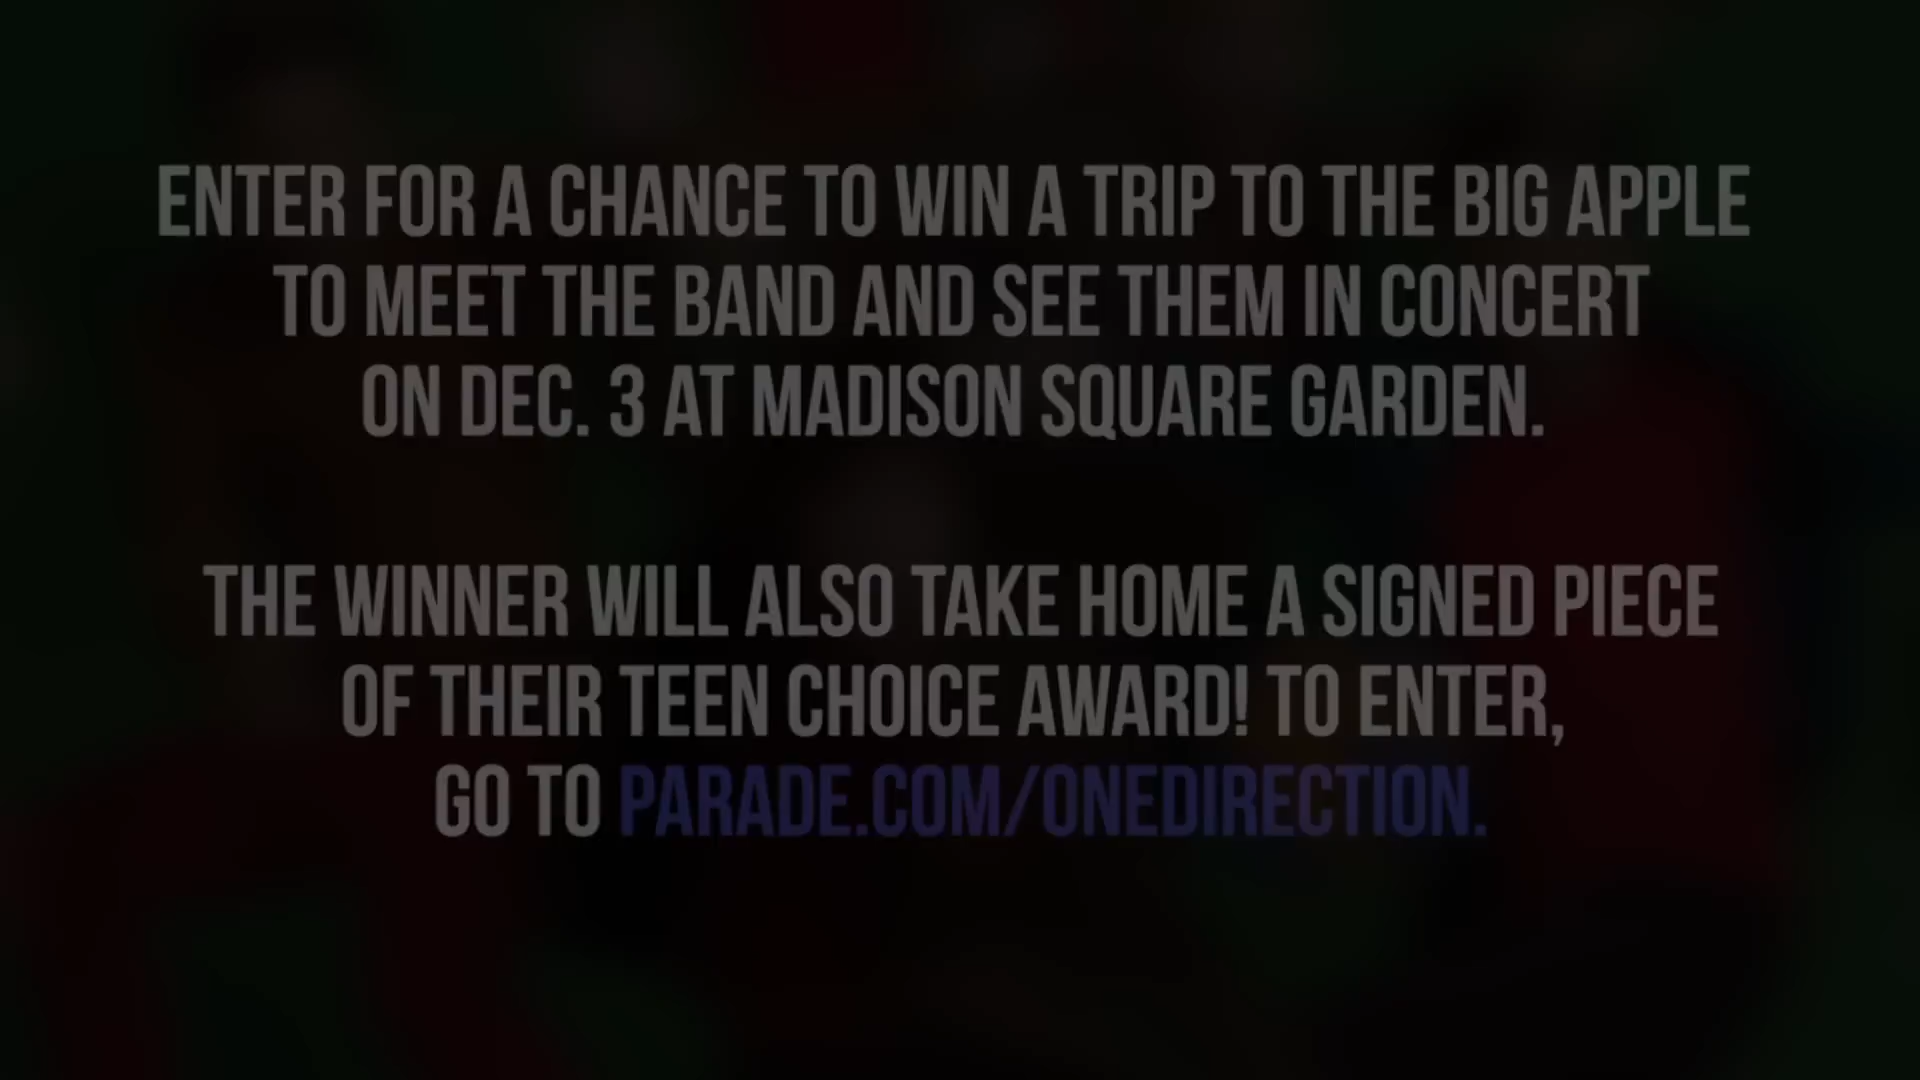 ENTER FOR A CHANCE TO WIN A TRIP TO THE BIG APPLE
TO MEET THE BAND AND SEE THEM IN CONCERT
ON DEC. 3 AT MADISON SQUARE GARDEN.
THE WINNER WILL ALSO TAKE HOME A SIGNED PIECE
OF THEIR TEEN CHOICE AWARD! TO ENTER,
GO TO PARADE.COM/ONEDIRECTION.